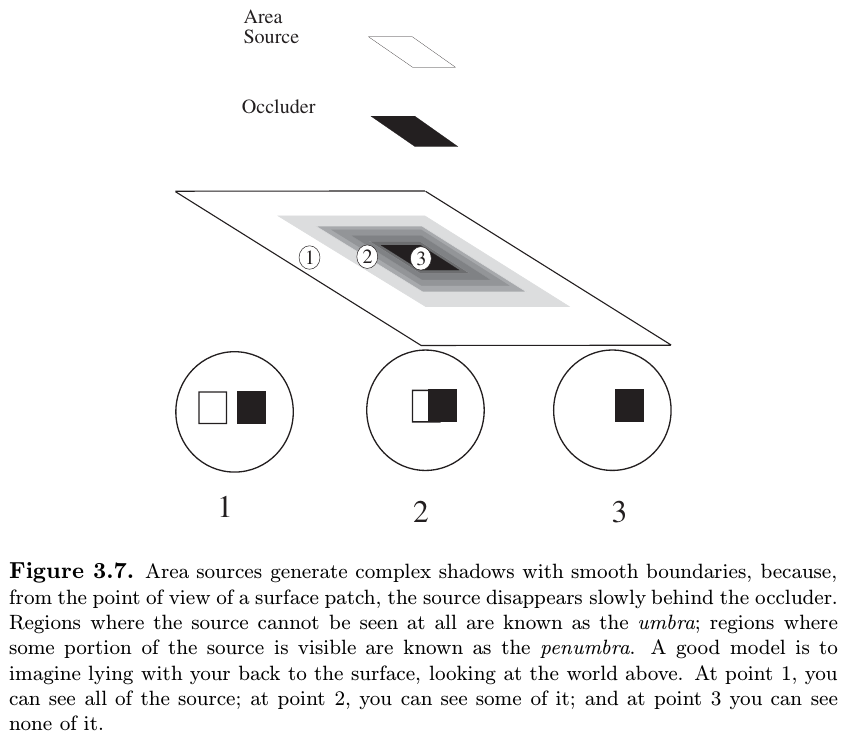 Area
Source
Occluder
1
2
3
1
2
3
Figure 3.7. Area sources generate complex shadows with smooth boundaries, because,
from the point of view of a surface patch, the source disappears slowly behind the occluder.
Regions where the source cannot be seen at all are known as the umbra; regions where
some portion of the source is visible are known as the penumbra. A good model is to
imagine lying with your back to the surface, looking at the world above. At point 1, you
can see all of the source; at point 2, you can see some of it; and at point 3 you can see
none of it.